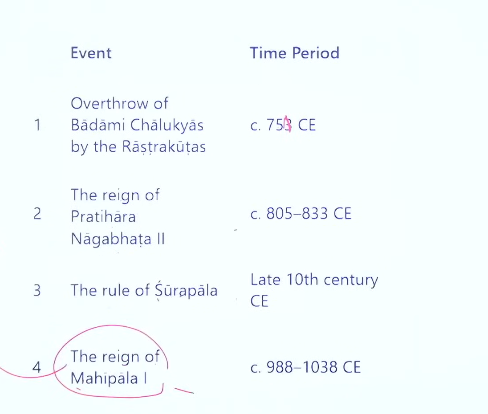 Event Time Period
Overthrow of
1 Bādāmi Chālukyās c. 753 CE
by the Rāṣṭrakūṭas
The reign of
2 Pratihāra c. 805–833 CE
Nāgabhaṭa II
3 The rule of Śūrapāla Late 10th century
CE
The reign of
4 Mahīpāla I c. 988–1038 CE